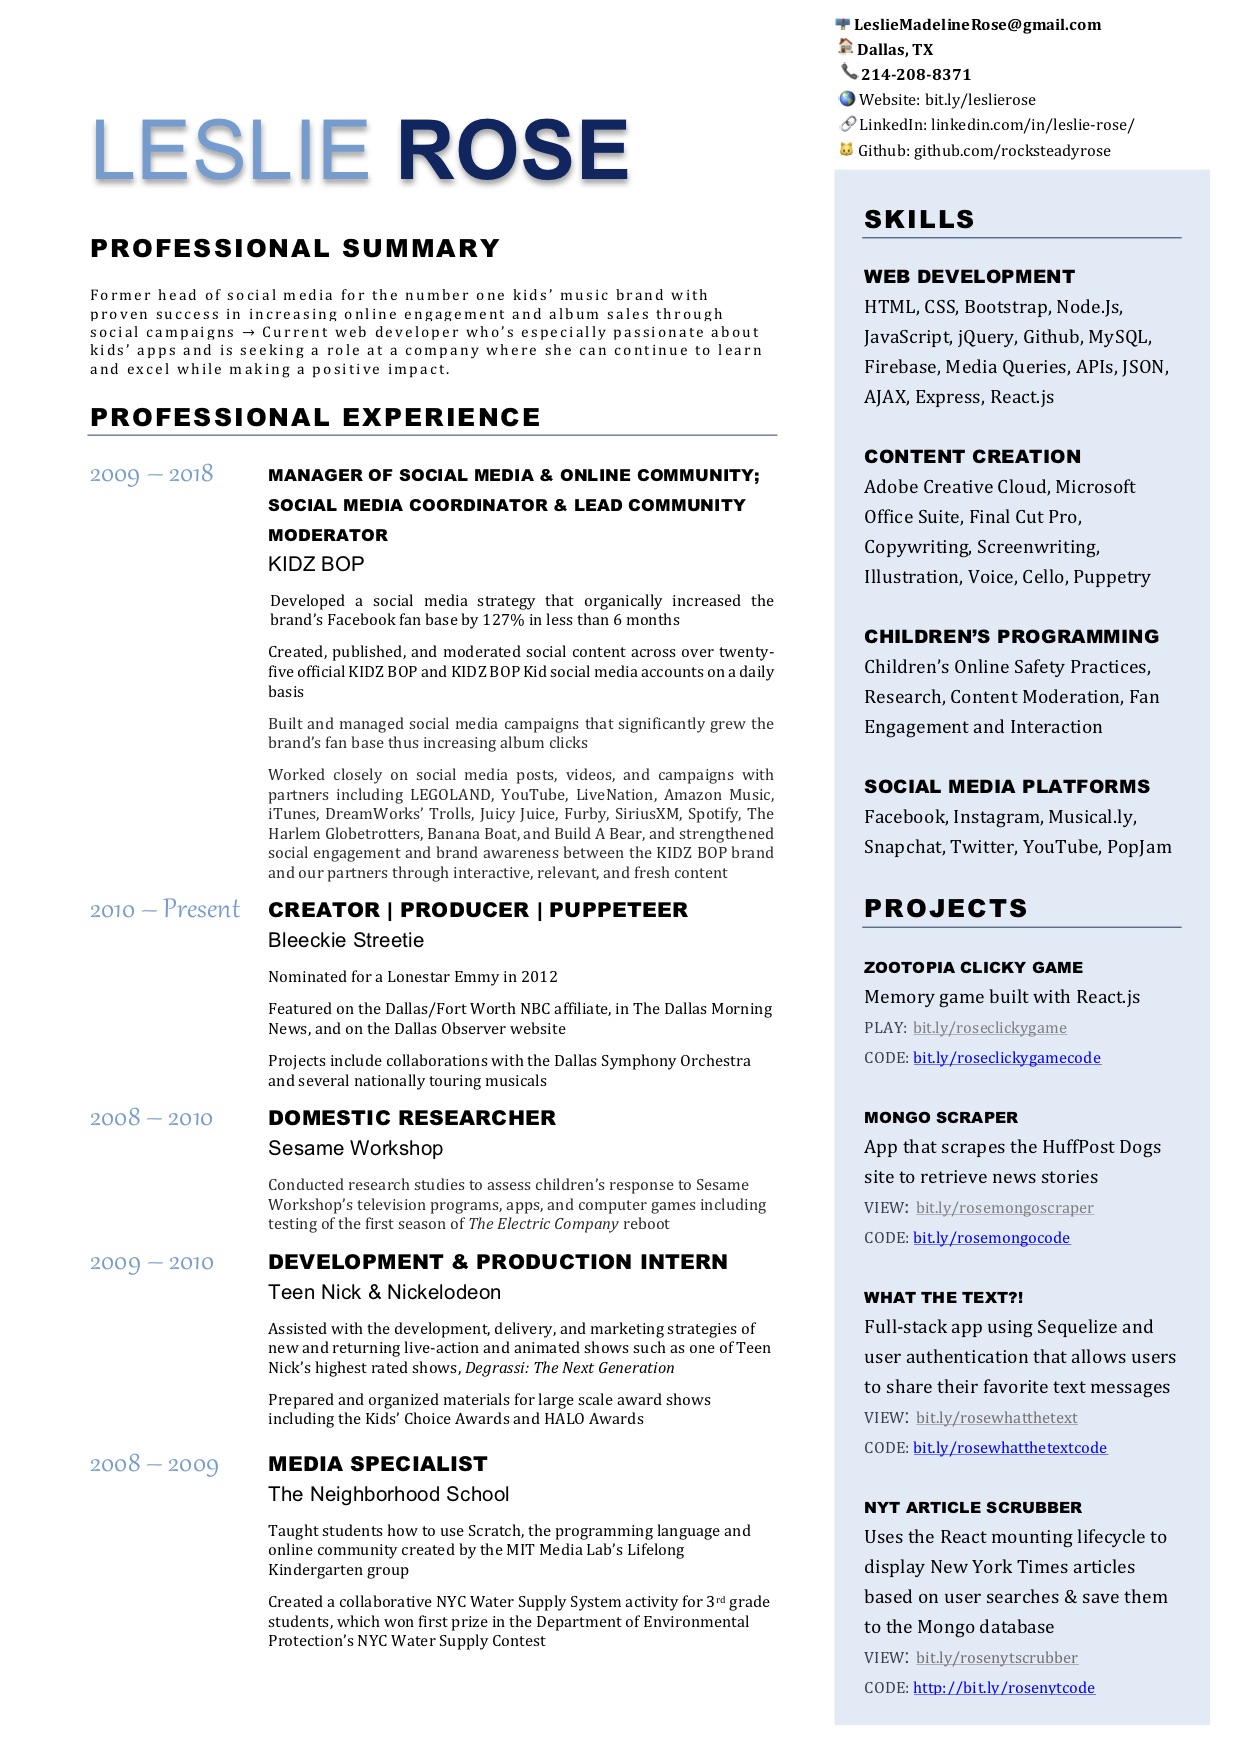 LeslieMadelineRose@gmail.com
Dallas, TX
214-208-8371
Website: bit.ly/leslierose
LinkedIn: linkedin.com/in/leslie-rose/
Github: github.com/rocksteadyrose
LESLIE ROSE
PROFESSIONAL SUMMARY
Former head of social media for the number one kids’ music brand with
proven success in increasing online engagement and album sales through
social campaigns → Current web developer who’s especially passionate about
kids’ apps and is seeking a role at a company where she can continue to learn
and excel while making a positive impact.
PROFESSIONAL EXPERIENCE
2009 – 2018
MANAGER OF SOCIAL MEDIA & ONLINE COMMUNITY;
SOCIAL MEDIA COORDINATOR & LEAD COMMUNITY
MODERATOR
KIDZ BOP
Developed a social media strategy that organically increased the
brand’s Facebook fan base by 127% in less than 6 months
Created, published, and moderated social content across over twenty-
five official KIDZ BOP and KIDZ BOP Kid social media accounts on a daily
basis
Built and managed social media campaigns that significantly grew the
brand’s fan base thus increasing album clicks
Worked closely on social media posts, videos, and campaigns with
partners including LEGOLAND, YouTube, LiveNation, Amazon Music,
iTunes, DreamWorks’ Trolls, Juicy Juice, Furby, SiriusXM, Spotify, The
Harlem Globetrotters, Banana Boat, and Build A Bear, and strengthened
social engagement and brand awareness between the KIDZ BOP brand
and our partners through interactive, relevant, and fresh content
2010 – Present
CREATOR | PRODUCER | PUPPETEER
Bleeckie Streetie
Nominated for a Lonestar Emmy in 2012
Featured on the Dallas/Fort Worth NBC affiliate, in The Dallas Morning
News, and on the Dallas Observer website
Projects include collaborations with the Dallas Symphony Orchestra
and several nationally touring musicals
2008 – 2010
DOMESTIC RESEARCHER
Sesame Workshop
Conducted research studies to assess children’s response to Sesame
Workshop’s television programs, apps, and computer games including
testing of the first season of The Electric Company reboot
2009 – 2010
DEVELOPMENT & PRODUCTION INTERN
Teen Nick & Nickelodeon
Assisted with the development, delivery, and marketing strategies of
new and returning live-action and animated shows such as one of Teen
Nick’s highest rated shows, Degrassi: The Next Generation
Prepared and organized materials for large scale award shows
including the Kids’ Choice Awards and HALO Awards
2008 – 2009
MEDIA SPECIALIST
The Neighborhood School
Taught students how to use Scratch, the programming language and
online community created by the MIT Media Lab’s Lifelong
Kindergarten group
Created a collaborative NYC Water Supply System activity for 3rd grade
students, which won first prize in the Department of Environmental
Protection’s NYC Water Supply Contest
SKILLS
WEB DEVELOPMENT
HTML, CSS, Bootstrap, Node.Js,
JavaScript, jQuery, Github, MySQL,
Firebase, Media Queries, APIs, JSON,
AJAX, Express, React.js
CONTENT CREATION
Adobe Creative Cloud, Microsoft
Office Suite, Final Cut Pro,
Copywriting, Screenwriting,
Illustration, Voice, Cello, Puppetry
CHILDREN’S PROGRAMMING
Children’s Online Safety Practices,
Research, Content Moderation, Fan
Engagement and Interaction
SOCIAL MEDIA PLATFORMS
Facebook, Instagram, Musical.ly,
Snapchat, Twitter, YouTube, PopJam
PROJECTS
ZOOTOPIA CLICKY GAME
Memory game built with React.js
PLAY: bit.ly/roseclickygame
CODE: bit.ly/roseclickygamecode
MONGO SCRAPER
App that scrapes the HuffPost Dogs
site to retrieve news stories
VIEW: bit.ly/rosemongoscraper
CODE: bit.ly/rosemongocode
WHAT THE TEXT?!
Full-stack app using Sequelize and
user authentication that allows users
to share their favorite text messages
VIEW: bit.ly/rosewhatthetext
CODE: bit.ly/rosewhatthetextcode
NYT ARTICLE SCRUBBER
Uses the React mounting lifecycle to
display New York Times articles
based on user searches & save them
to the Mongo database
VIEW: bit.ly/rosenytscrubber
CODE: http://bit.ly/rosenytcode